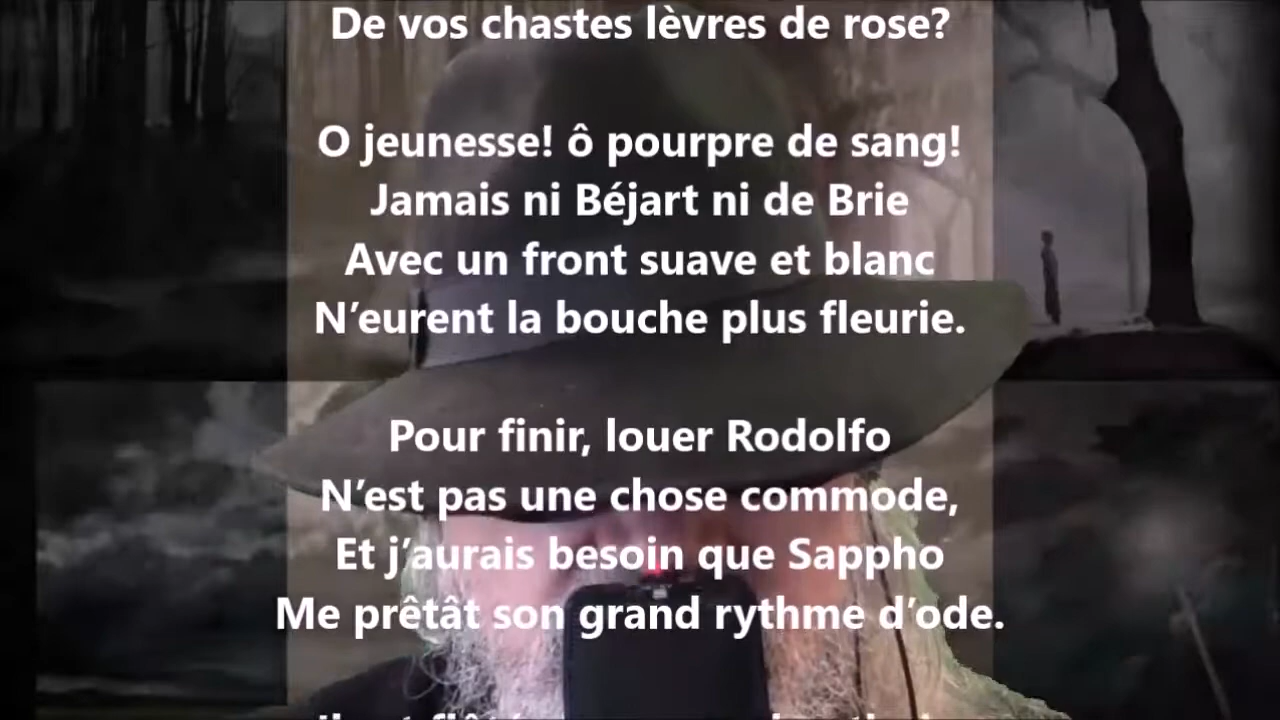 De vos chastes lèvres de rose?
O jeunesse! ô pourpre de sang!
Jamais ni Béjart ni de Brie
Avec un front suave et blanc
N’eurent la bouche plus fleurie.
Pour finir, louer Rodolfo
N’est pas une chose commode,
Et j’aurais besoin que Sappho
Me prêtât son grand rythme d’ode.